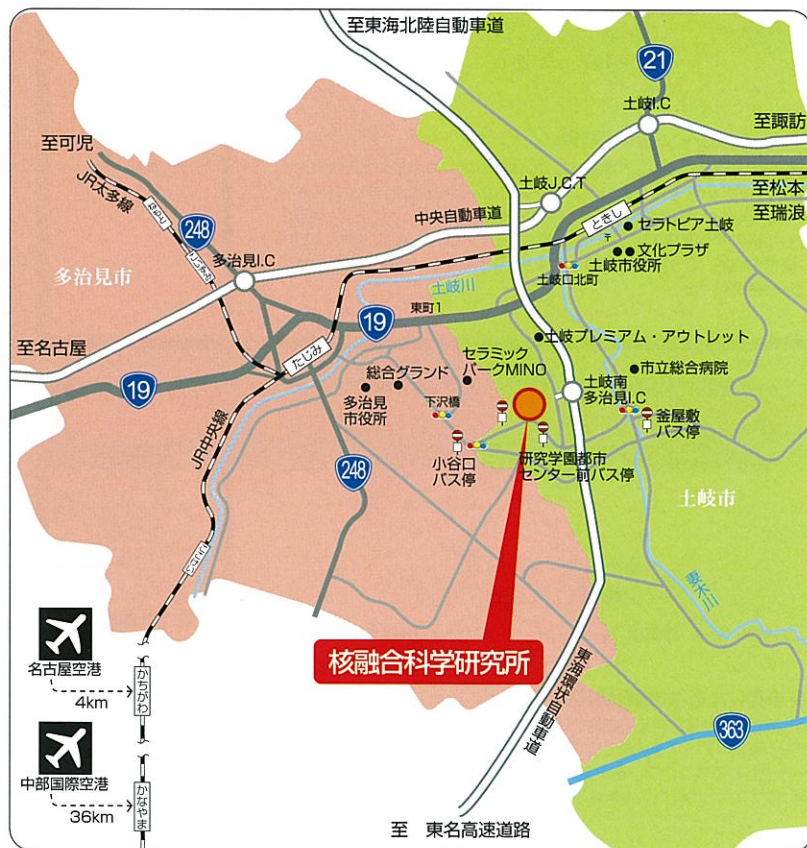 至東海北陸自動車道
21
土岐I.C
至諏訪
至可児
JR太多線
土岐J.C.T
至松本
至瑞浪
中央自動車道
ときし
セラトピア土岐
文化プラザ
土岐市役所
248
多治見市
多治見I.C
土岐川
土岐口北町
東町1
19
土岐プレミアム・アウトレット
至名古屋
たじみ
19
セラミック
パークMINO
総合グランド
多治見
市役所
下沢橋
市立総合病院
土岐南
多治見I.C
釜屋敷
バス停
JR中央線
小谷口
バス停
研究学園都市
センター前バス停
248
土岐市
妻木川
核融合科学研究所
東海環状自動車道
363
名古屋空港
4km
かちがわ
中部国際空港
36km
かなやま
至 東名高速道路